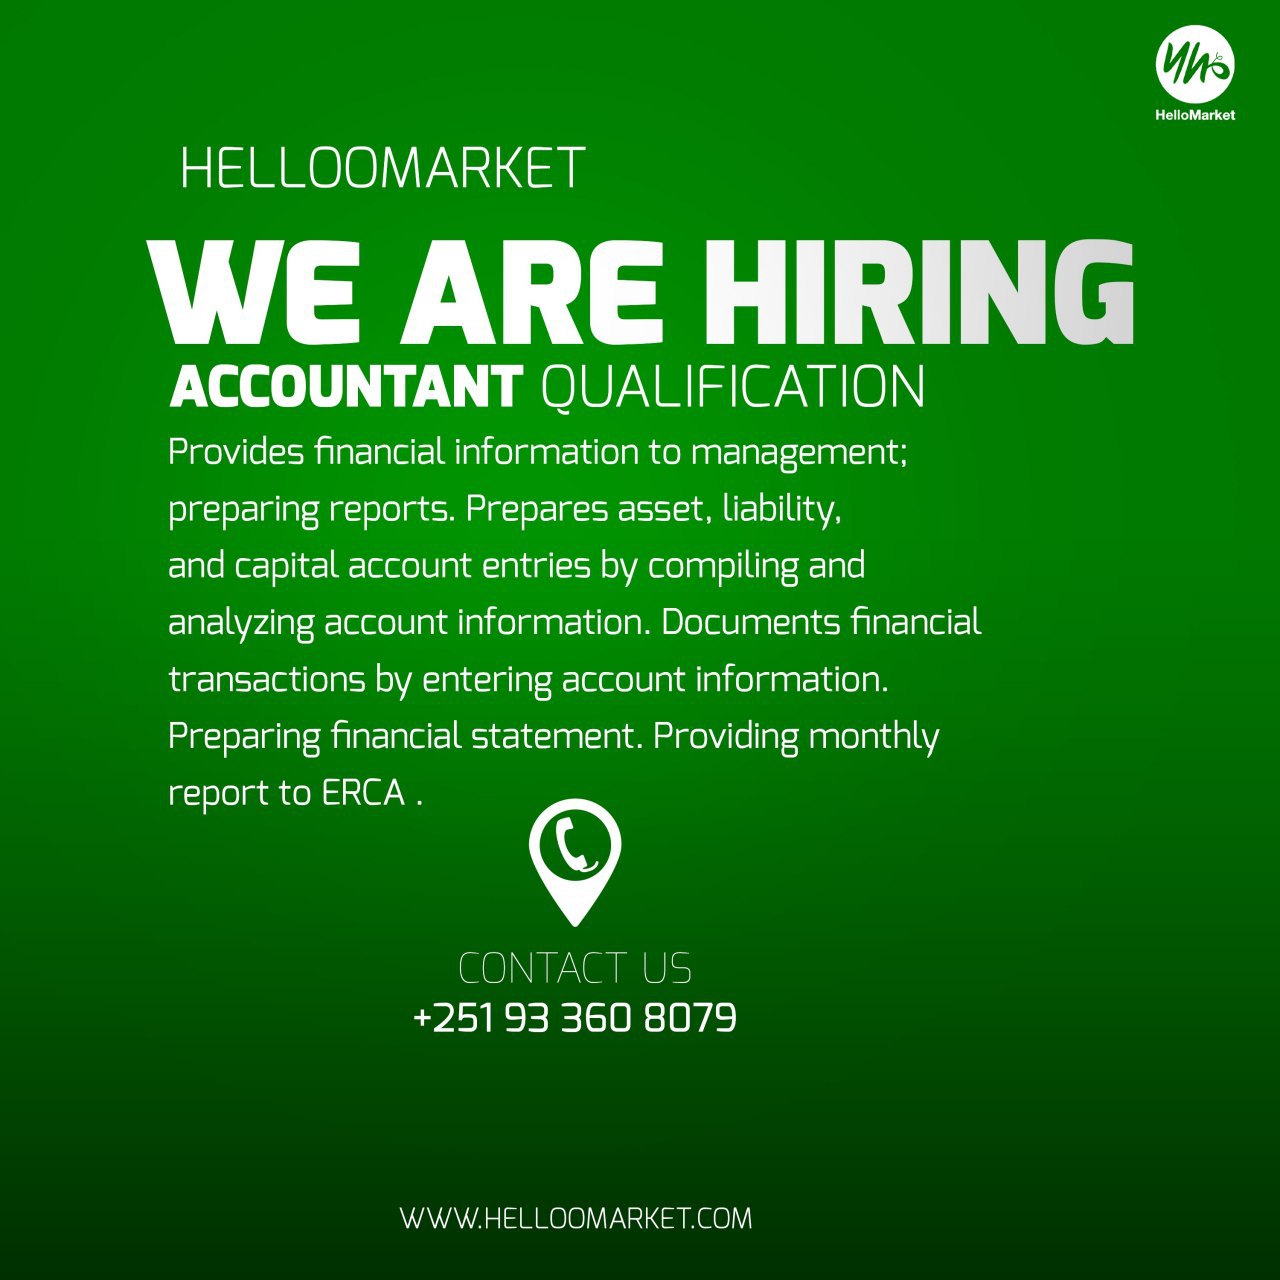 HelloMarket
HELLOOMARKET
WE ARE HIRING
ACCOUNTANT QUALIFICATION
Provides financial information to management;
preparing reports. Prepares asset, liability,
and capital account entries by compiling and
analyzing account information. Documents financial
transactions by entering account information.
Preparing financial statement. Providing monthly
report to ERCA .
CONTACT US
+251 93 360 8079
WWW.HELLOOMARKET.COM